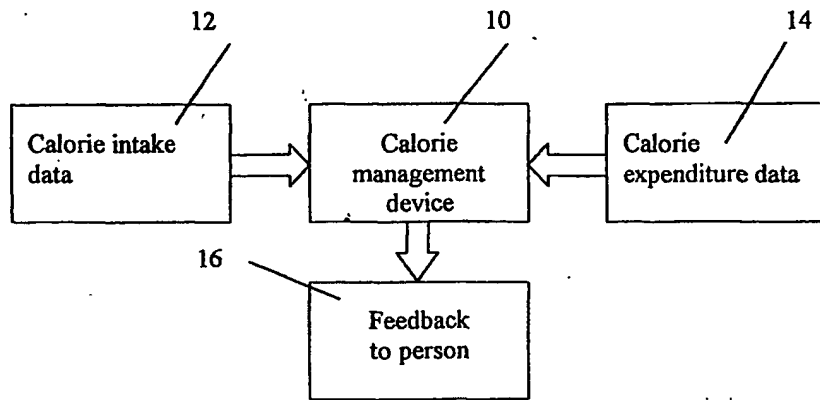 12
10
14
Calorie intake
data
Calorie
management
device
Calorie
expenditure data
16
Feedback
to person